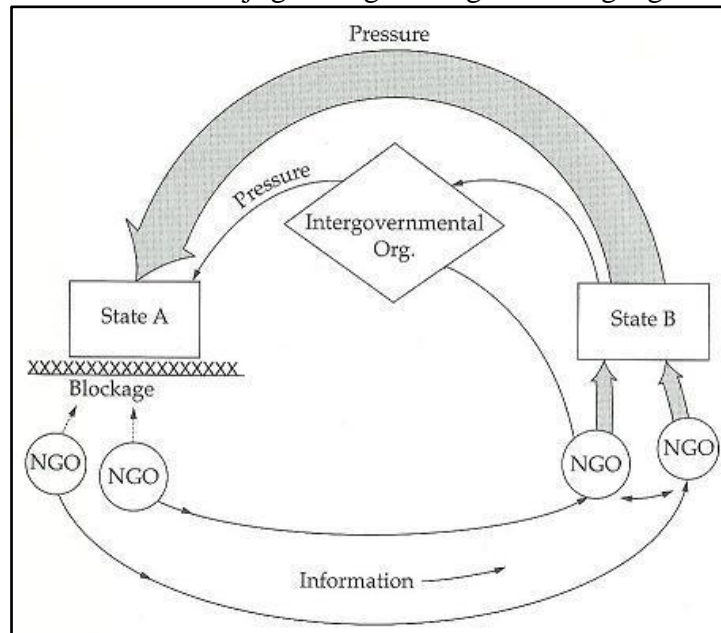 Pressure
Pressure
Intergovernmental
Org.
State A
State B
XXXXXXXXXXXXXXXXX
Blockage
NGO
NGO
NGO
NGO
Information